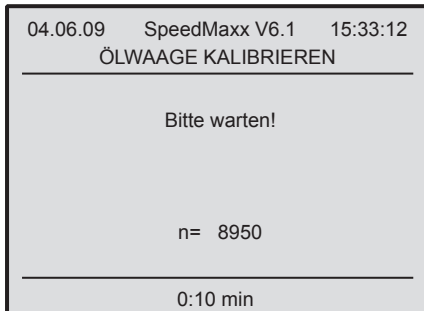 04.06.09 SpeedMaxx V6.1 15:33:12
ÖLWAAGE KALIBRIEREN
Bitte warten!
n= 8950
0:10 min